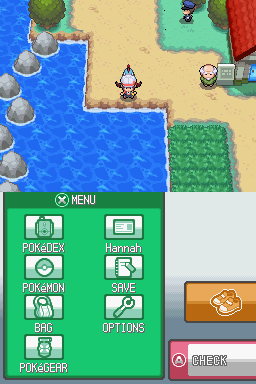 MENU
POKéDEX
Hannah
POKéMON
SAVE
BAG
OPTIONS
POKéGEAR
CHECK